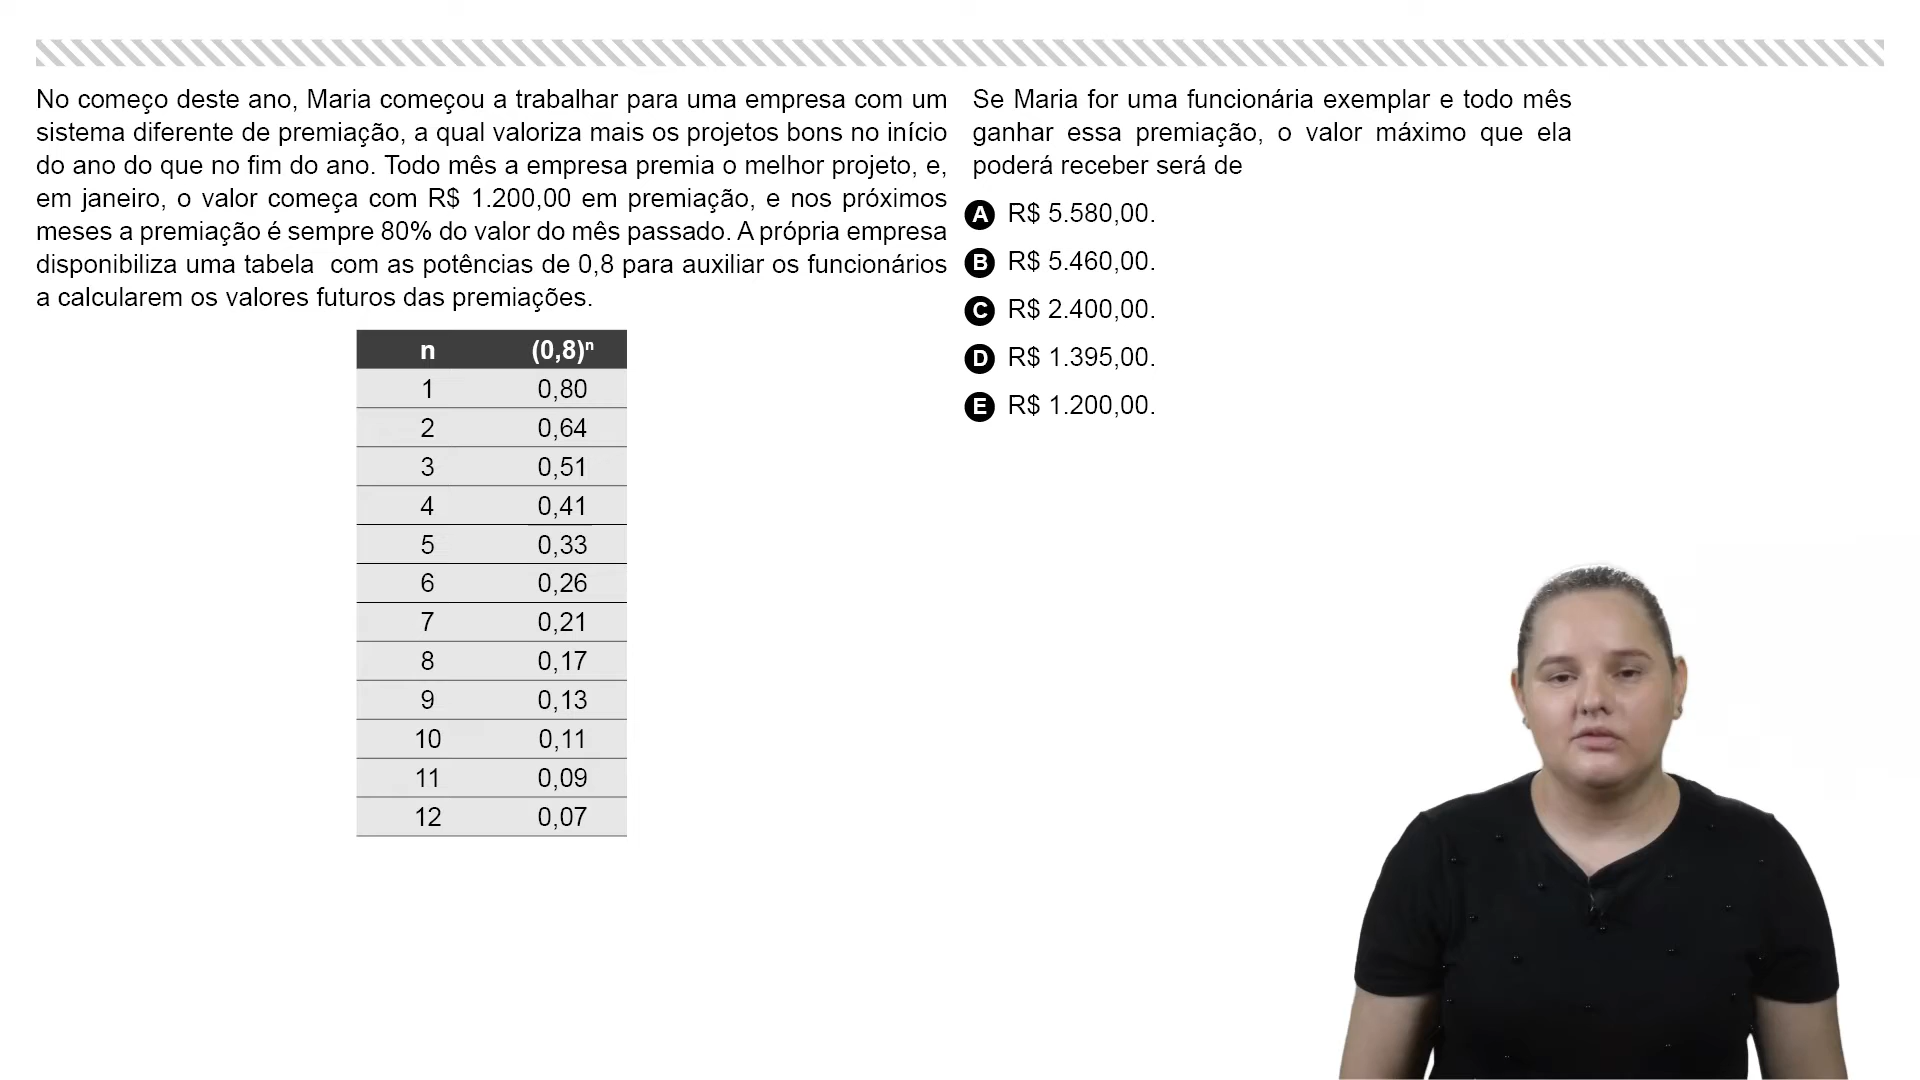 No começo deste ano, Maria começou a trabalhar para uma empresa com um
sistema diferente de premiação, a qual valoriza mais os projetos bons no início
do ano do que no fim do ano. Todo mês a empresa premia o melhor projeto, e,
em janeiro, o valor começa com R$ 1.200,00 em premiação, e nos próximos
meses a premiação é sempre 80% do valor do mês passado. A própria empresa
disponibiliza uma tabela com as potências de 0,8 para auxiliar os funcionários
a calcularem os valores futuros das premiações.
n (0,8)ⁿ
1 0,80
2 0,64
3 0,51
4 0,41
5 0,33
6 0,26
7 0,21
8 0,17
9 0,13
10 0,11
11 0,09
12 0,07
Se Maria for uma funcionária exemplar e todo mês
ganhar essa premiação, o valor máximo que ela
poderá receber será de
A R$ 5.580,00.
B R$ 5.460,00.
C R$ 2.400,00.
D R$ 1.395,00.
E R$ 1.200,00.